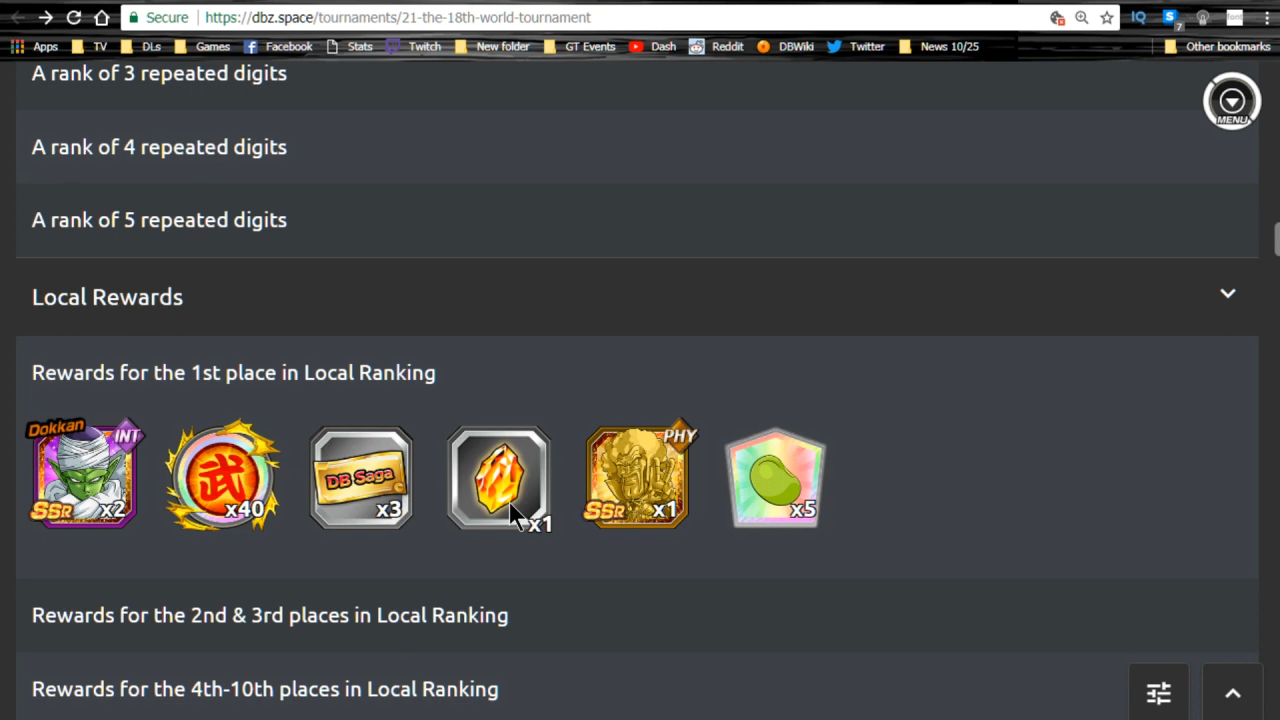 Secure
https://dbz.space/tournaments/21-the-18th-world-tournament
IQ
S
7
Apps TV DLs Games Facebook Stats Twitch New folder GT Events Dash Reddit DBWiki Twitter News 10/25 Other bookmarks
A rank of 3 repeated digits
MENU
A rank of 4 repeated digits
A rank of 5 repeated digits
Local Rewards
Rewards for the 1st place in Local Ranking
Dokkan INT SSR x2
武 x40
DB Saga x3
x1
PHY SSR x1
x5
Rewards for the 2nd & 3rd places in Local Ranking
Rewards for the 4th-10th places in Local Ranking